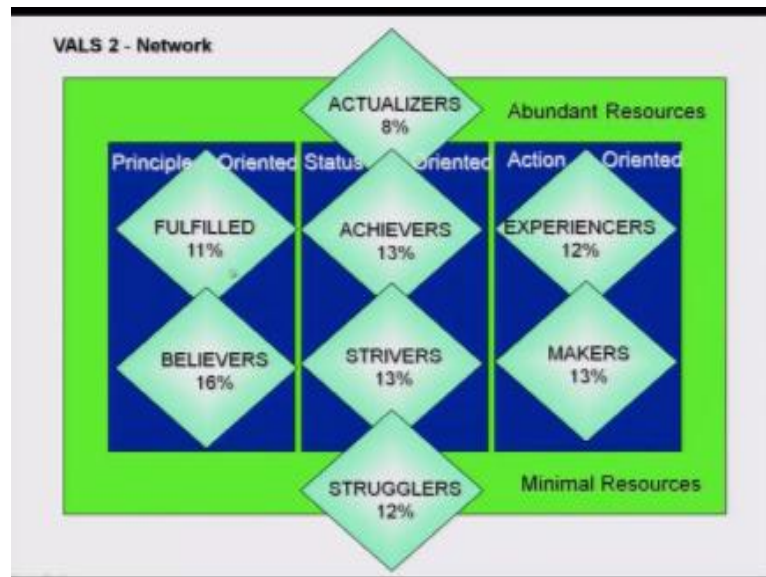 VALS 2 - Network
ACTUALIZERS
8%
Abundant Resources
Principle Oriented
Status Oriented
Action Oriented
FULFILLED
11%
ACHIEVERS
13%
EXPERIENCERS
12%
BELIEVERS
16%
STRIVERS
13%
MAKERS
13%
STRUGGLERS
12%
Minimal Resources